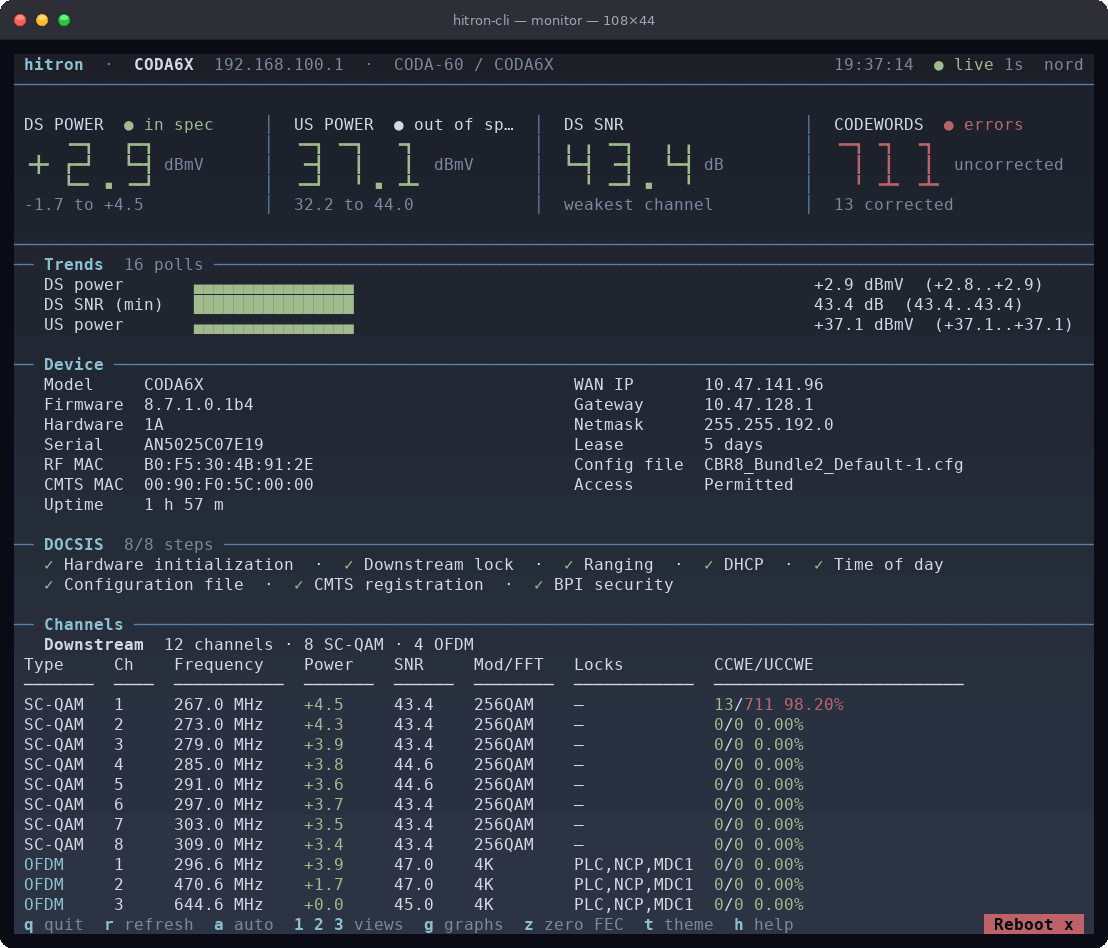 hitron-cli — monitor — 108×44
hitron · CODA6X 192.168.100.1 · CODA-60 / CODA6X 19:37:14 ● live 1s nord
DS POWER ● in spec US POWER ● out of sp… DS SNR CODEWORDS ● errors
+2.9 dBmV 37.1 dBmV 43.4 dB 711 uncorrected
-1.7 to +4.5 32.2 to 44.0 weakest channel 13 corrected
Trends 16 polls
DS power +2.9 dBmV (+2.8..+2.9)
DS SNR (min) 43.4 dB (43.4..43.4)
US power +37.1 dBmV (+37.1..+37.1)
Device
Model CODA6X WAN IP 10.47.141.96
Firmware 8.7.1.0.1b4 Gateway 10.47.128.1
Hardware 1A Netmask 255.255.192.0
Serial AN5025C07E19 Lease 5 days
RF MAC B0:F5:30:4B:91:2E Config file CBR8_Bundle2_Default-1.cfg
CMTS MAC 00:90:F0:5C:00:00 Access Permitted
Uptime 1 h 57 m
DOCSIS 8/8 steps
✓ Hardware initialization · ✓ Downstream lock · ✓ Ranging · ✓ DHCP · ✓ Time of day
✓ Configuration file · ✓ CMTS registration · ✓ BPI security
Channels
Downstream 12 channels · 8 SC-QAM · 4 OFDM
Type Ch Frequency Power SNR Mod/FFT Locks CCWE/UCCWE
SC-QAM 1 267.0 MHz +4.5 43.4 256QAM — 13/711 98.20%
SC-QAM 2 273.0 MHz +4.3 43.4 256QAM — 0/0 0.00%
SC-QAM 3 279.0 MHz +3.9 43.4 256QAM — 0/0 0.00%
SC-QAM 4 285.0 MHz +3.8 44.6 256QAM — 0/0 0.00%
SC-QAM 5 291.0 MHz +3.6 44.6 256QAM — 0/0 0.00%
SC-QAM 6 297.0 MHz +3.7 43.4 256QAM — 0/0 0.00%
SC-QAM 7 303.0 MHz +3.5 43.4 256QAM — 0/0 0.00%
SC-QAM 8 309.0 MHz +3.4 43.4 256QAM — 0/0 0.00%
OFDM 1 296.6 MHz +3.9 47.0 4K PLC,NCP,MDC1 0/0 0.00%
OFDM 2 470.6 MHz +1.7 47.0 4K PLC,NCP,MDC1 0/0 0.00%
OFDM 3 644.6 MHz +0.0 45.0 4K PLC,NCP,MDC1 0/0 0.00%
q quit r refresh a auto 1 2 3 views g graphs z zero FEC t theme h help Reboot x